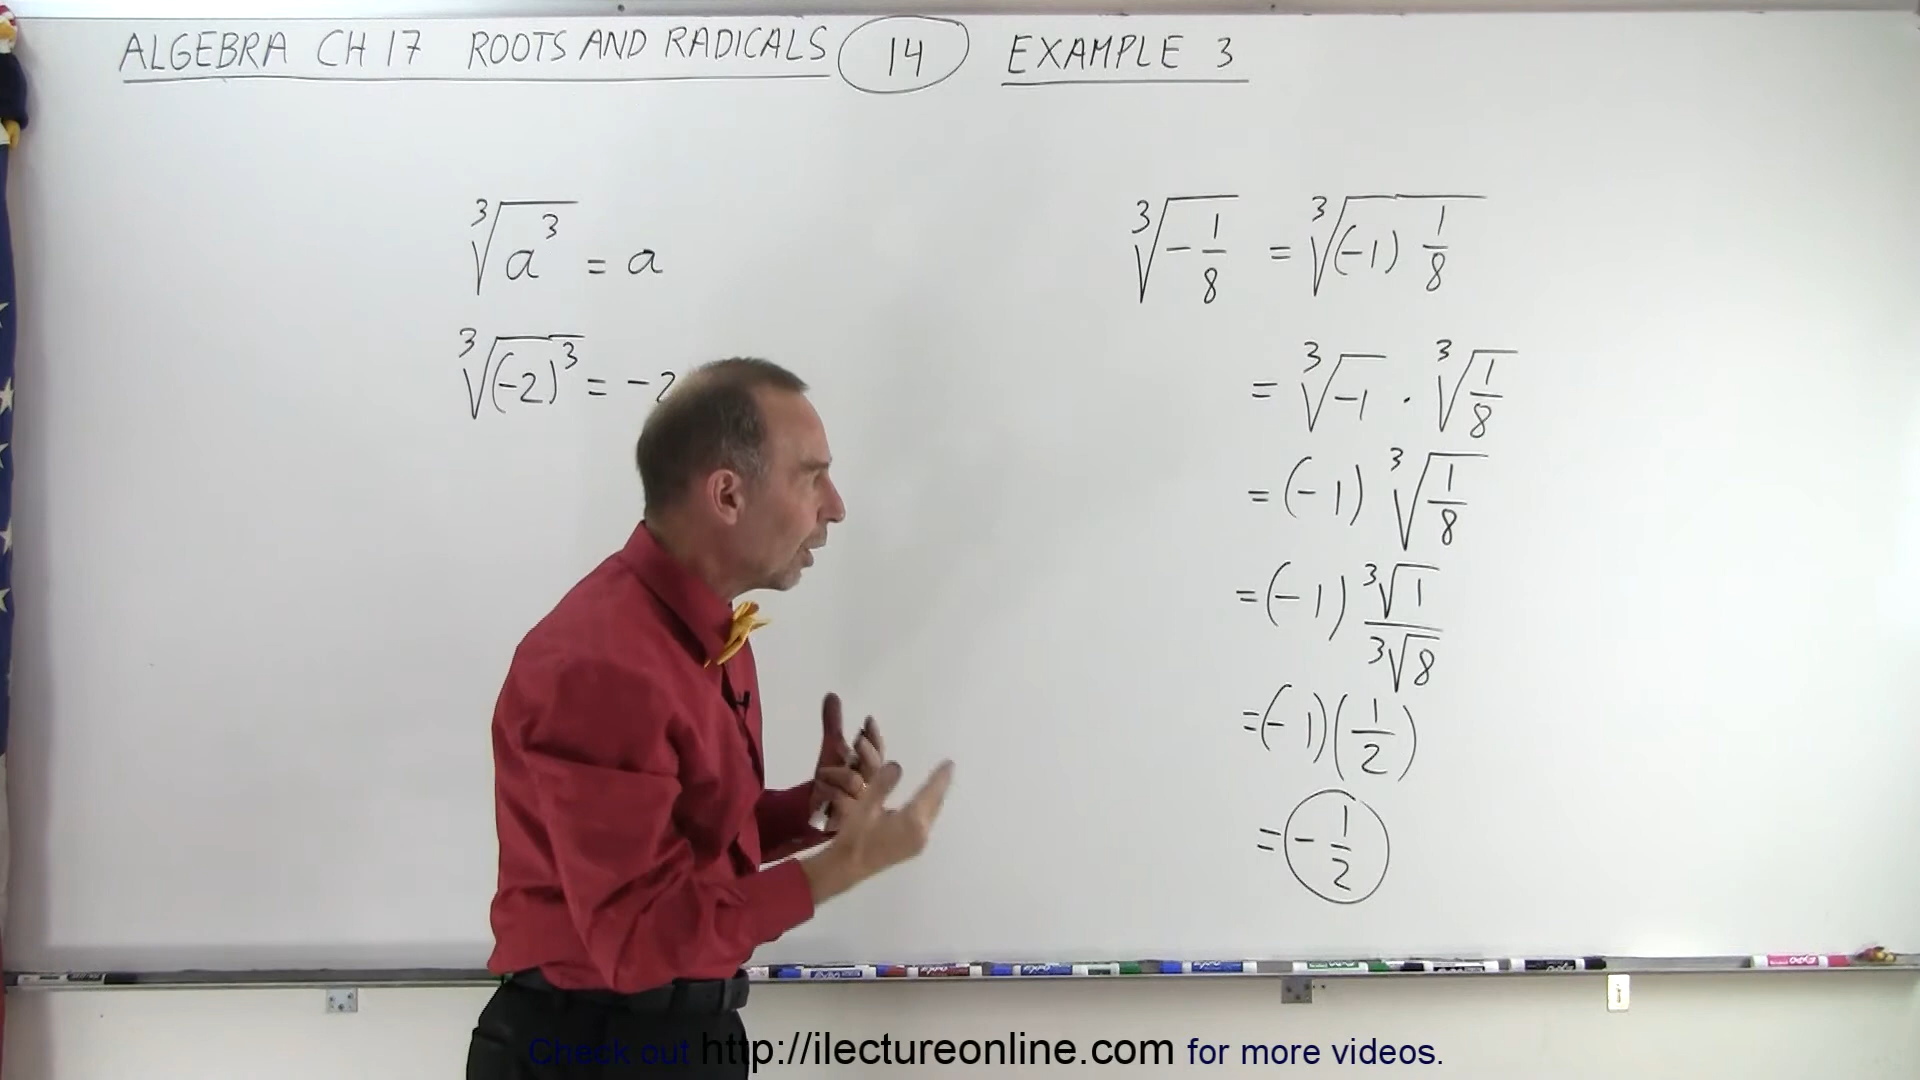 ALGEBRA CH 17 ROOTS AND RADICALS 14 EXAMPLE 3
∛a³ = a
∛(-2)³ = -2
∛-1/8 = ∛(-1) 1/8
= ∛-1 · ∛1/8
= (-1) ∛1/8
= (-1) ∛1/∛8
= (-1)(1/2)
= -1/2
Check out http://ilectureonline.com for more videos.